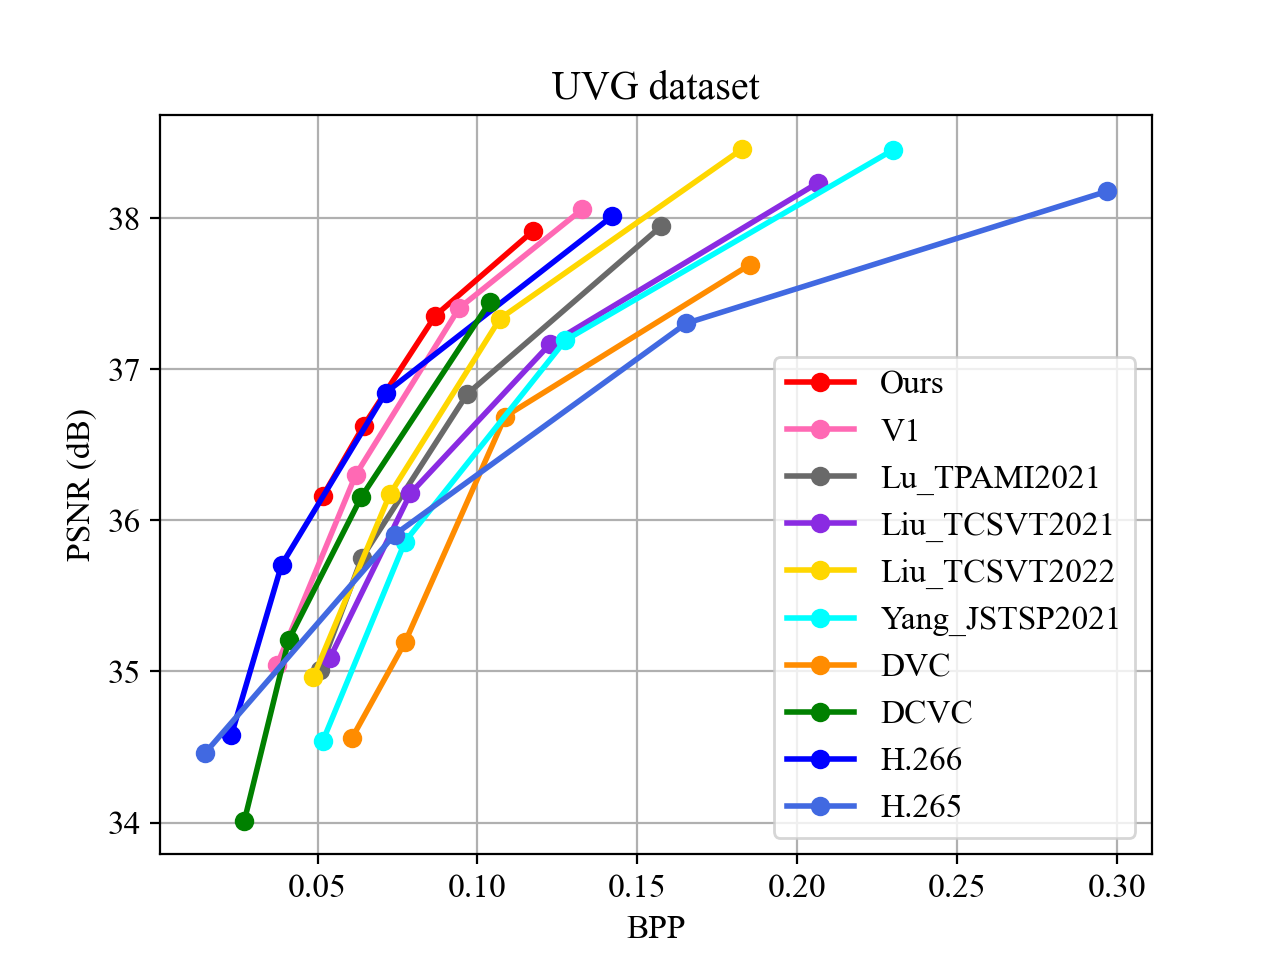 UVG dataset
38
37
36
35
34
PSNR (dB)
Ours
V1
Lu_TPAMI2021
Liu_TCSVT2021
Liu_TCSVT2022
Yang_JSTSP2021
DVC
DCVC
H.266
H.265
0.05 0.10 0.15 0.20 0.25 0.30
BPP